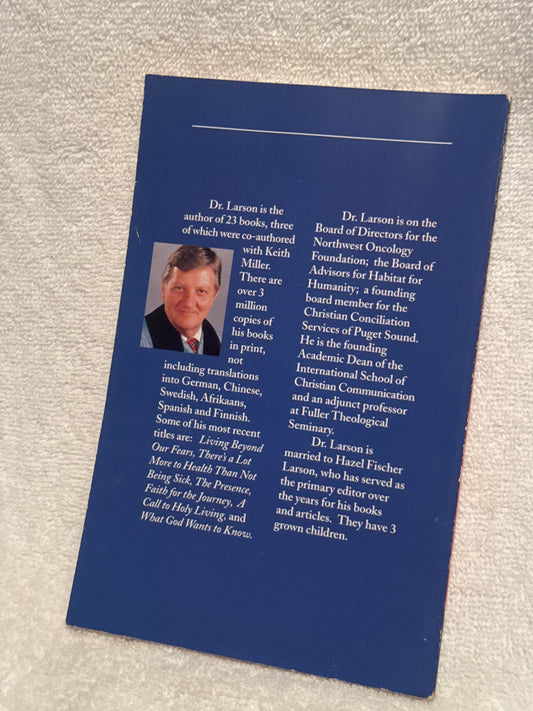 Dr. Larson is the
author of 23 books, three
of which were co-authored
with Keith
Miller.
There are
over 3
million
copies of
his books
in print,
not
including translations
into German, Chinese,
Swedish, Afrikaans,
Spanish and Finnish.
Some of his most recent
titles are: Living Beyond
Our Fears, There's a Lot
More to Health Than Not
Being Sick, The Presence,
Faith for the Journey, A
Call to Holy Living, and
What God Wants to Know.
Dr. Larson is on the
Board of Directors for the
Northwest Oncology
Foundation; the Board of
Advisors for Habitat for
Humanity; a founding
board member for the
Christian Conciliation
Services of Puget Sound.
He is the founding
Academic Dean of the
International School of
Christian Communication
and an adjunct professor
at Fuller Theological
Seminary.
Dr. Larson is
married to Hazel Fischer
Larson, who has served as
the primary editor over
the years for his books
and articles. They have 3
grown children.